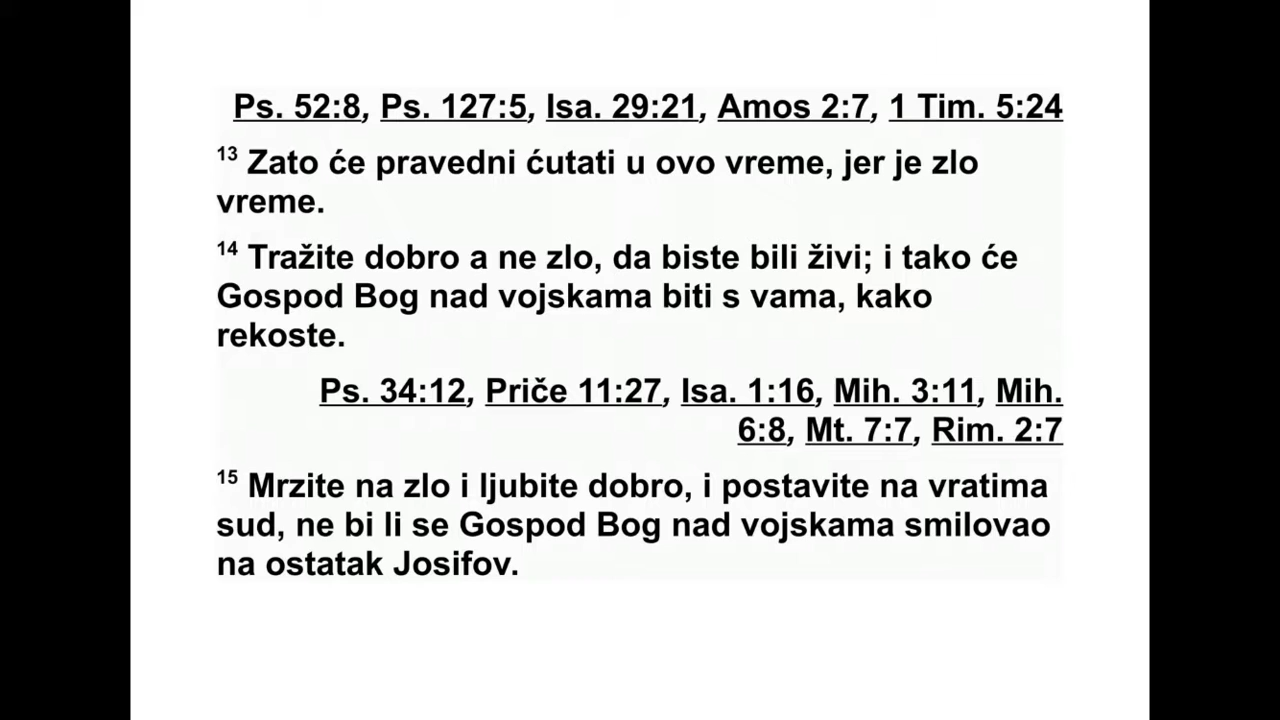 Ps. 52:8, Ps. 127:5, Isa. 29:21, Amos 2:7, 1 Tim. 5:24
13 Zato će pravedni ćutati u ovo vreme, jer je zlo
vreme.
14 Tražite dobro a ne zlo, da biste bili živi; i tako će
Gospod Bog nad vojskama biti s vama, kako
rekoste.
Ps. 34:12, Priče 11:27, Isa. 1:16, Mih. 3:11, Mih.
6:8, Mt. 7:7, Rim. 2:7
15 Mrzite na zlo i ljubite dobro, i postavite na vratima
sud, ne bi li se Gospod Bog nad vojskama smilovao
na ostatak Josifov.